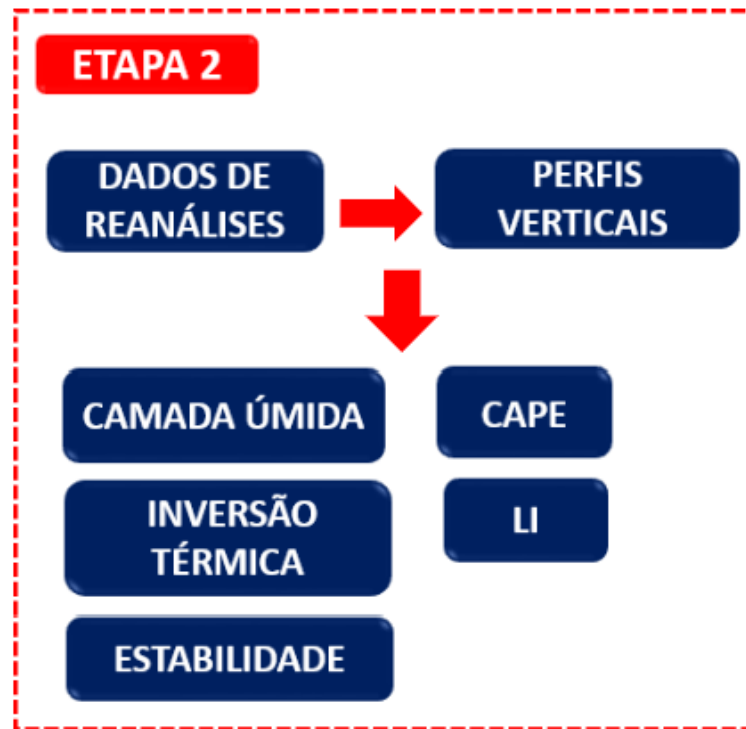 ETAPA 2
DADOS DE
REANÁLISES
PERFIS
VERTICAIS
CAMADA ÚMIDA
CAPE
INVERSÃO
TÉRMICA
LI
ESTABILIDADE